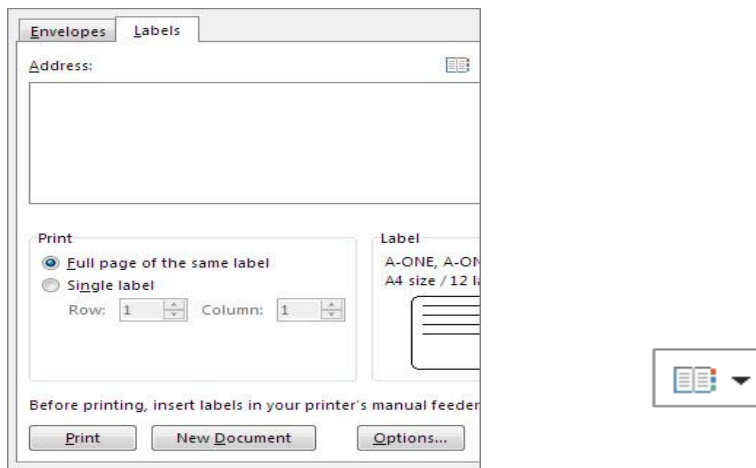 Envelopes Labels
Address:
Print
Full page of the same label
Single label
Row: 1 Column: 1
Label
A-ONE, A-ON
A4 size / 12 l
Before printing, insert labels in your printer's manual feeder
Print New Document Options...